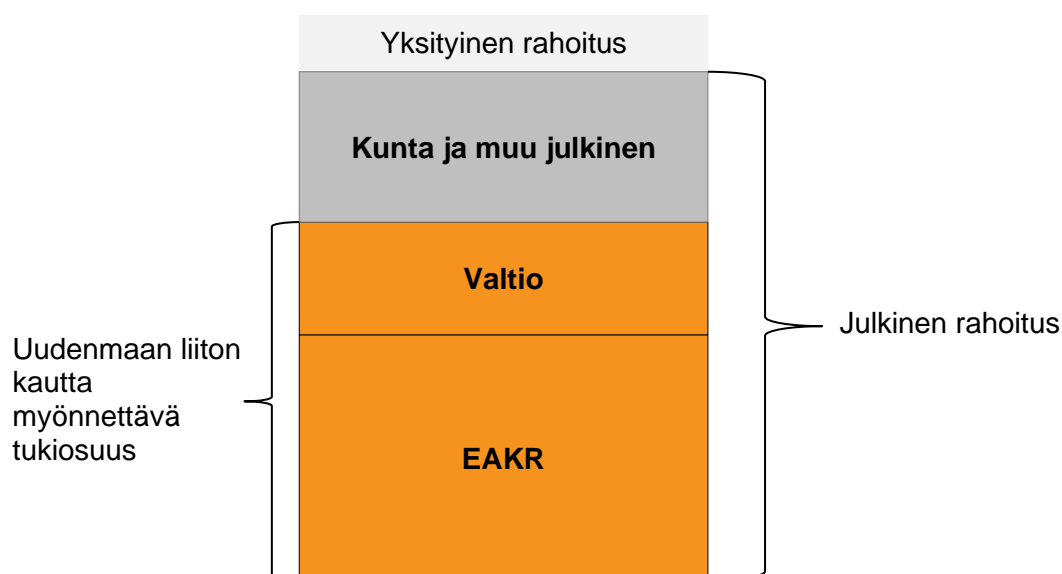 Yksityinen rahoitus
Kunta ja muu julkinen
Valtio
EAKR
Uudenmaan liiton
kautta
myönnettävä
tukiosuus
Julkinen rahoitus